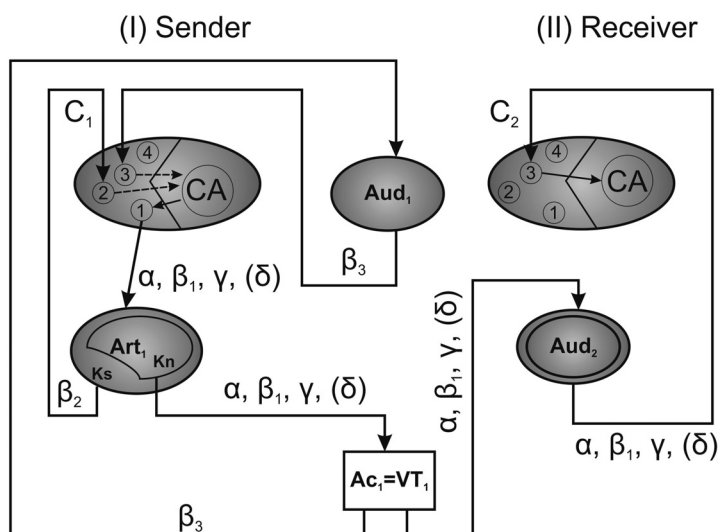 (I) Sender
(II) Receiver
C₁
4
3
2
1
CA
Aud₁
C₂
4
3
2
1
CA
β₃
α, β₁, γ, (δ)
Art₁
Kn
Ks
β₂
α, β₁, γ, (δ)
α, β₁, γ, (δ)
Aud₂
α, β₁, γ, (δ)
Ac₁=VT₁
β₃